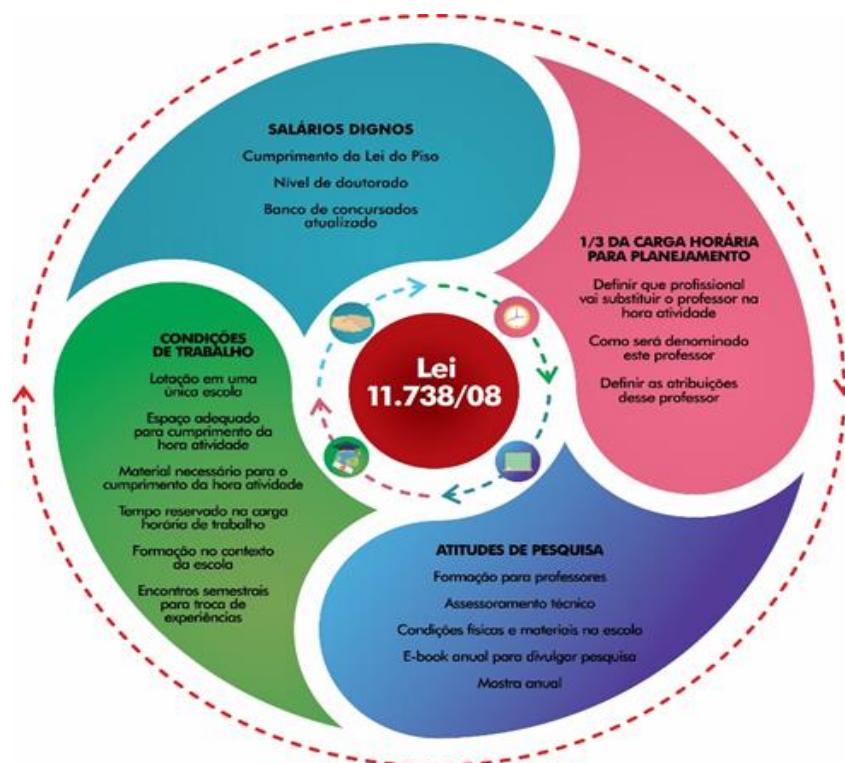 SALÁRIOS DIGNOS
Cumprimento da Lei do Piso
Nível de doutorado
Banco de concursados
atualizado
1/3 DA CARGA HORÁRIA
PARA PLANEJAMENTO
Definir que profissional
vai substituir o professor na
hora atividade
Como será denominado
este professor
Definir as atribuições
desse professor
Lei
11.738/08
CONDIÇÕES
DE TRABALHO
Lotação em uma
única escola
Espaço adequado
para cumprimento da
hora atividade
Material necessário para o
cumprimento da hora atividade
Tempo reservado na carga
horária de trabalho
Formação no contexto
da escola
Encontros semestrais
para troca de
experiências
ATITUDES DE PESQUISA
Formação para professores
Assessoramento técnico
Condições físicas e materiais na escola
E-book anual para divulgar pesquisa
Mostra anual